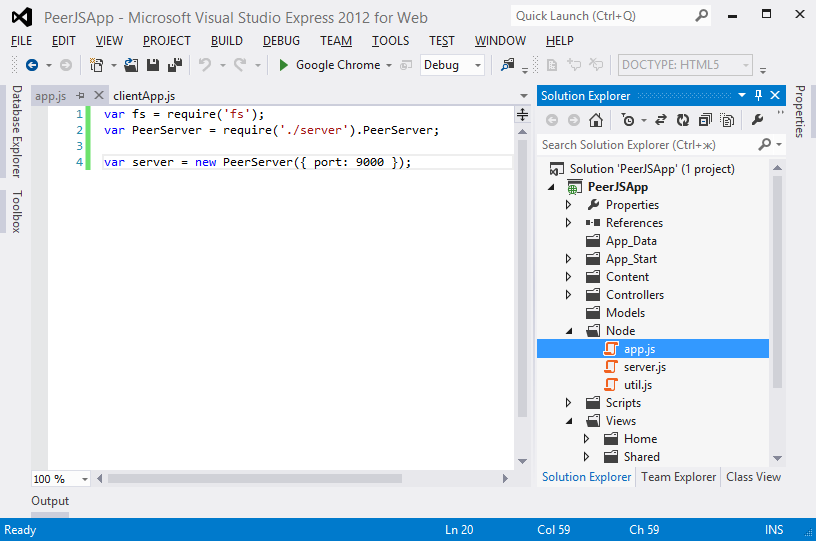 PeerJSApp - Microsoft Visual Studio Express 2012 for Web
Quick Launch (Ctrl+Q)
FILE EDIT VIEW PROJECT BUILD DEBUG TEAM TOOLS TEST WINDOW HELP
Google Chrome Debug DOCTYPE: HTML5
Database Explorer
Toolbox
app.js clientApp.js
1 var fs = require('fs');
2 var PeerServer = require('./server').PeerServer;
3
4 var server = new PeerServer({ port: 9000 });
100 %
Solution Explorer
Search Solution Explorer (Ctrl+ж)
Solution 'PeerJSApp' (1 project)
PeerJSApp
Properties
References
App_Data
App_Start
Content
Controllers
Models
Node
app.js
server.js
util.js
Scripts
Views
Home
Shared
Solution Explorer Team Explorer Class View
Properties
Output
Ready Ln 20 Col 59 Ch 59 INS